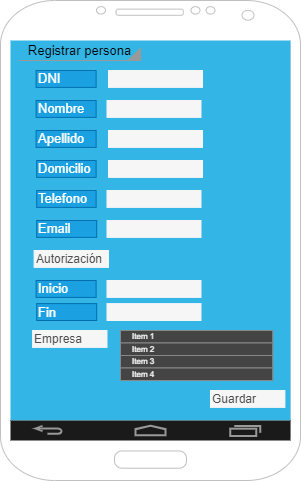 Registrar persona
DNI
Nombre
Apellido
Domicilio
Telefono
Email
Autorización
Inicio
Fin
Empresa
Item 1
Item 2
Item 3
Item 4
Guardar